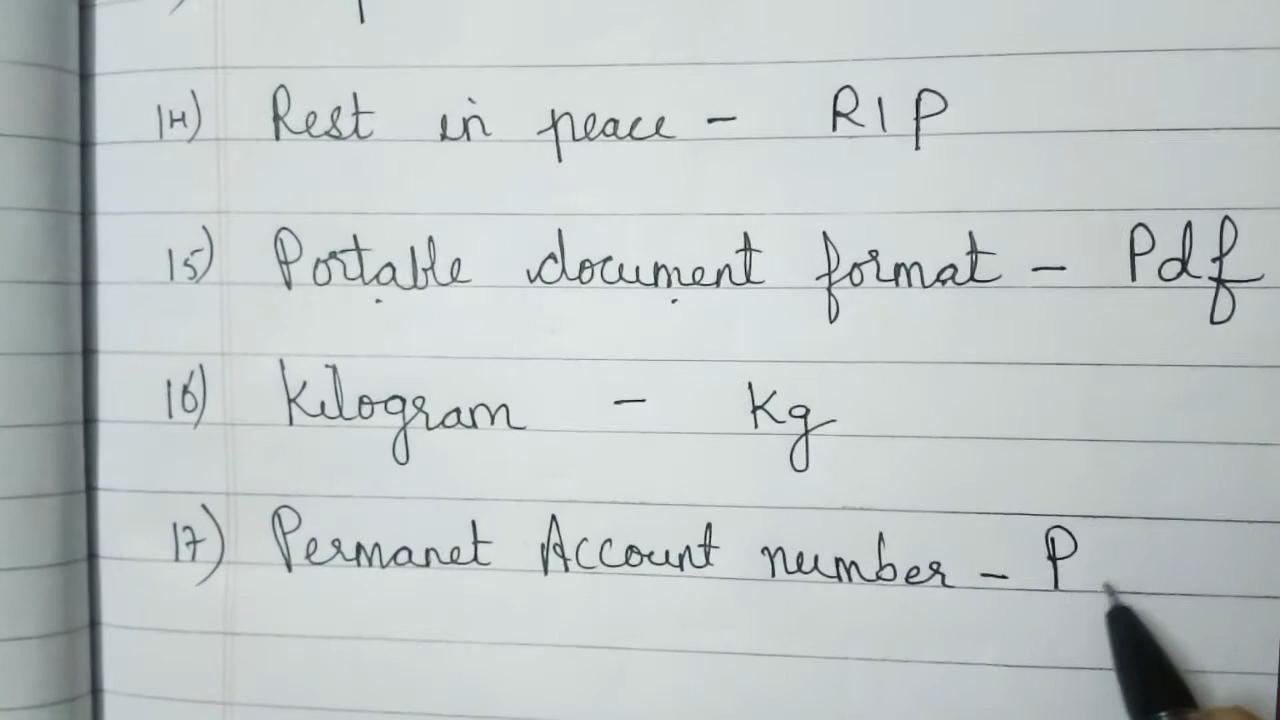 14) Rest in peace - RIP
15) Portable document format - Pdf
16) Kilogram - Kg
17) Permanet Account number - P